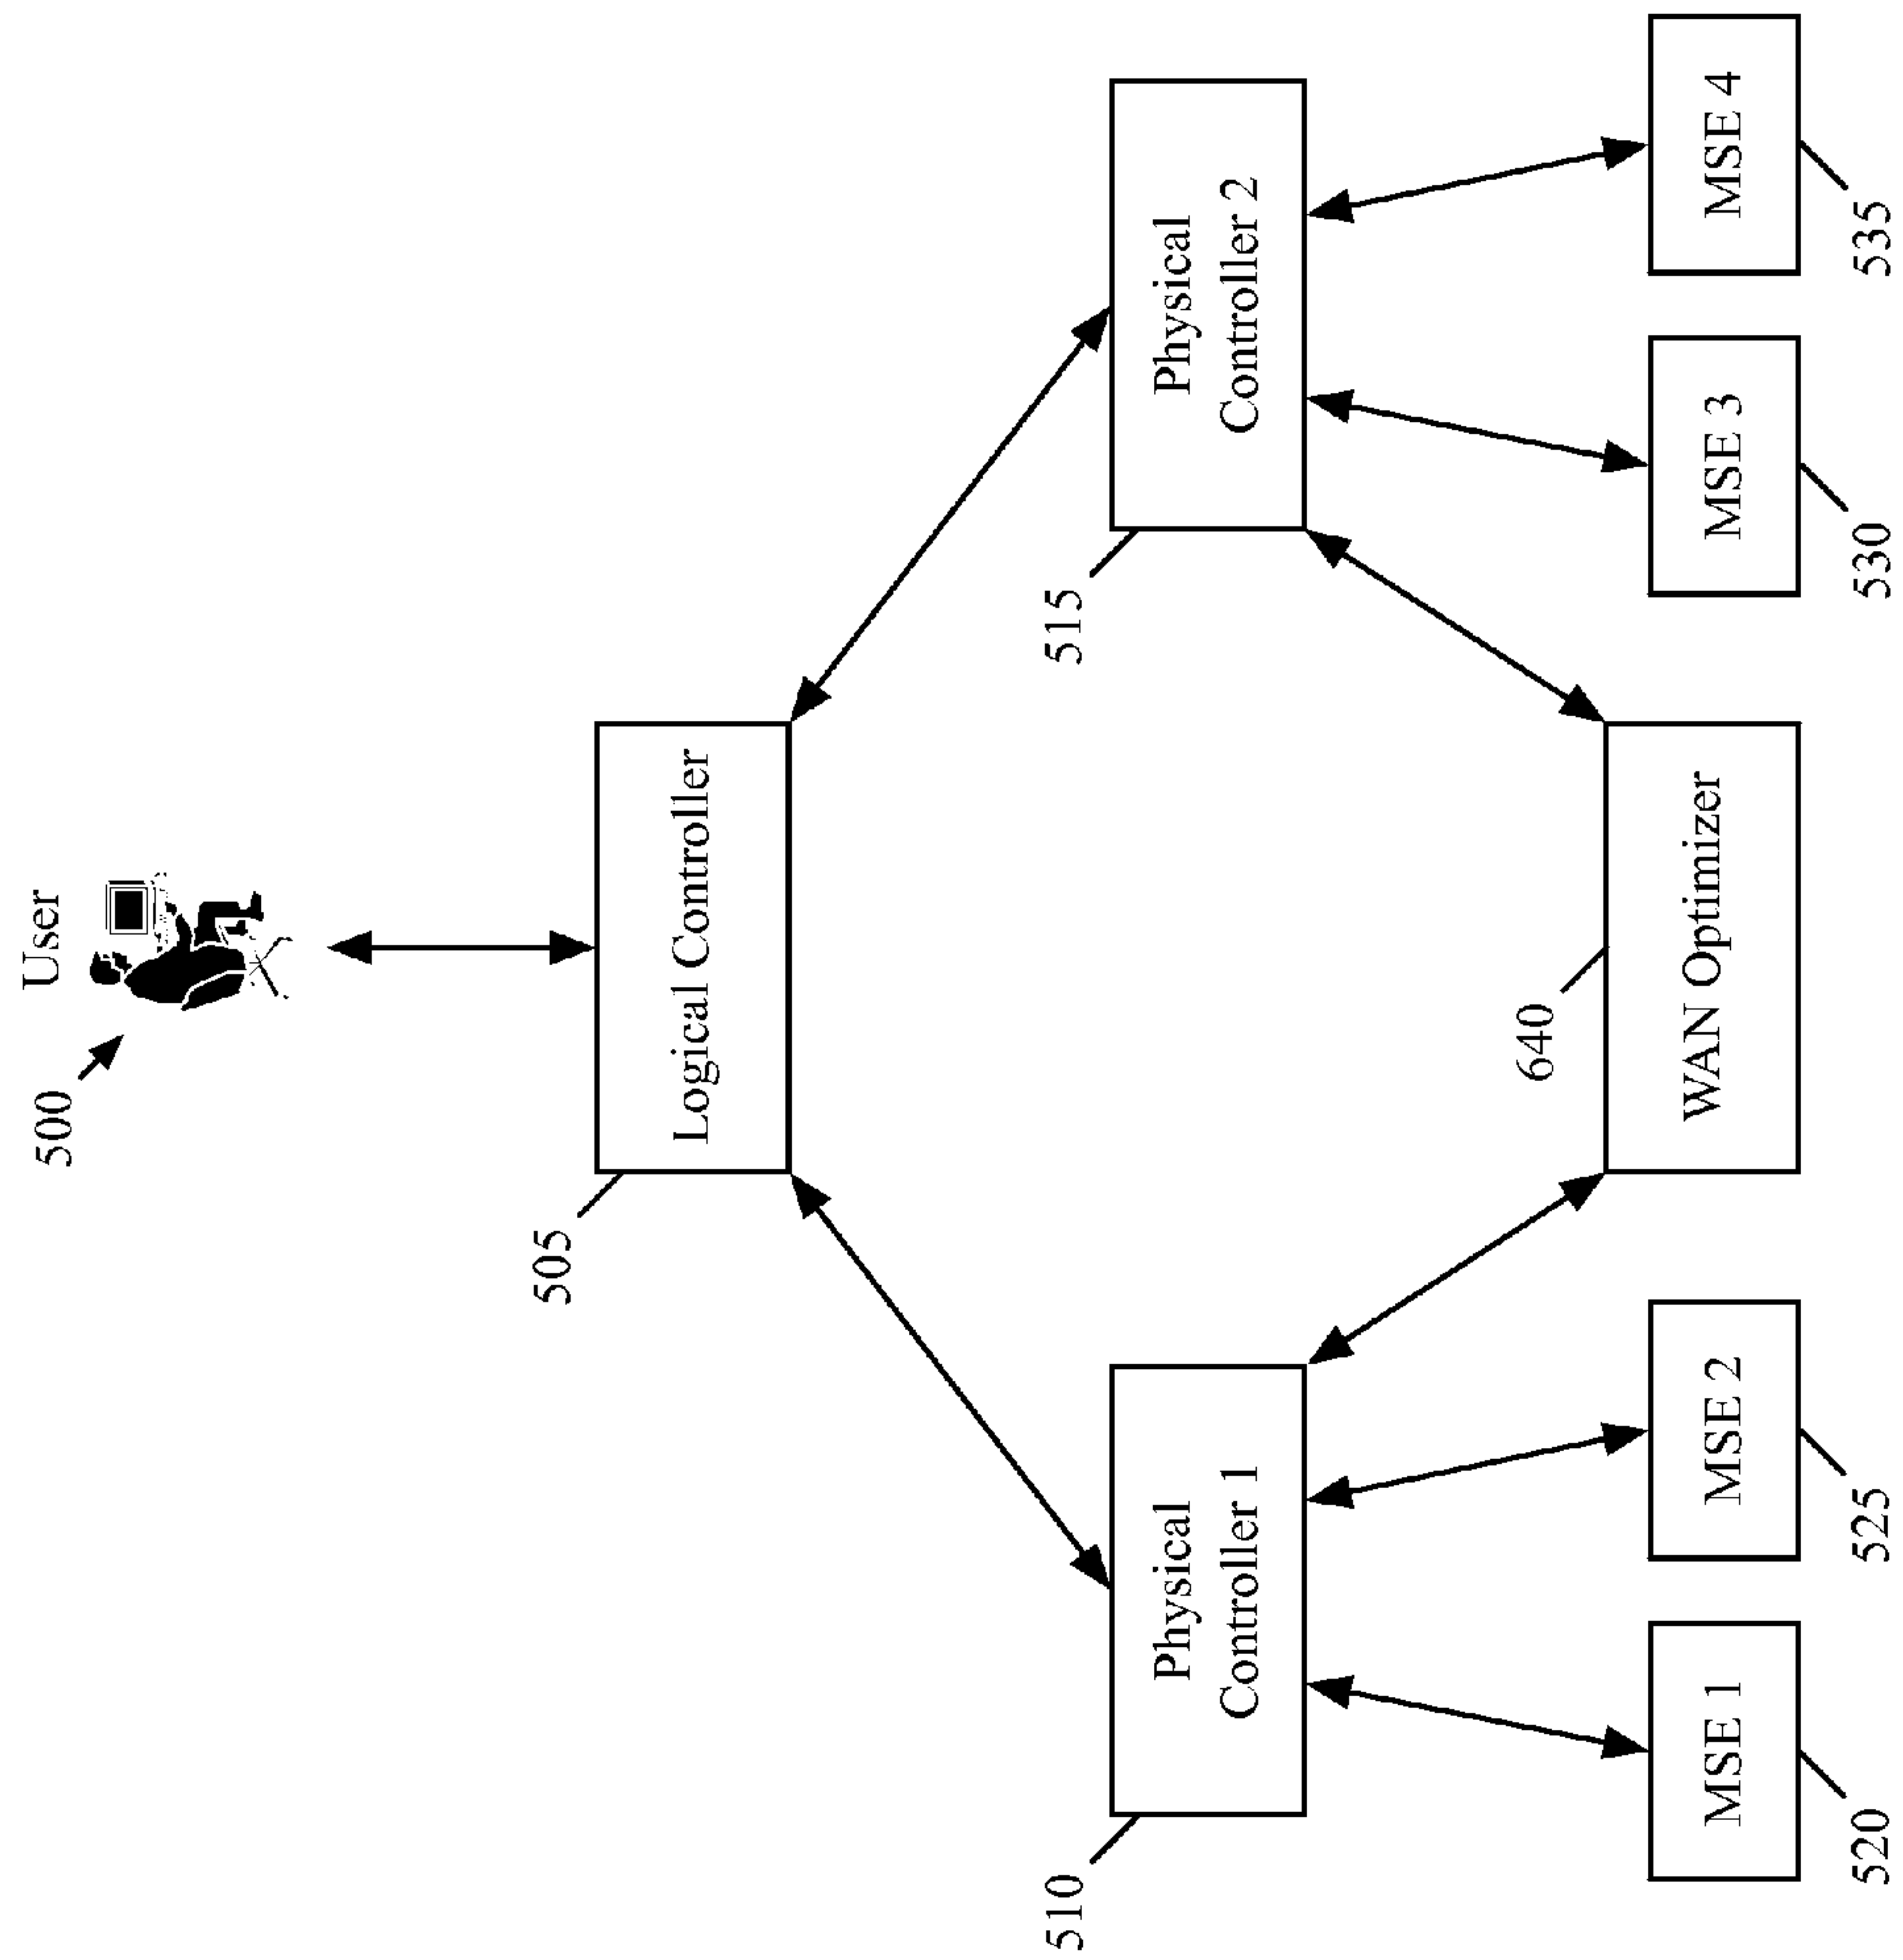 User
500
Logical Controller
505
Physical
Controller 1
510
Physical
Controller 2
515
MSE 1
520
MSE 2
525
WAN Optimizer
640
MSE 3
530
MSE 4
535